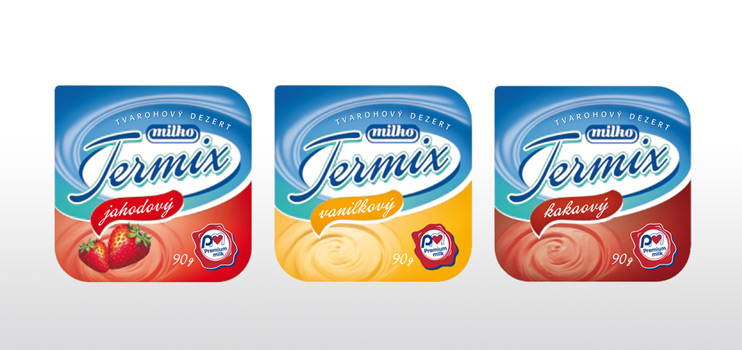 TVAROHOVÝ DEZERT
milko
Termix
jahodový
90g
Premium
milk
TVAROHOVÝ DEZERT
milko
Termix
vanilkový
90g
Premium
milk
TVAROHOVÝ DEZERT
milko
Termix
kakaový
90g
Premium
milk